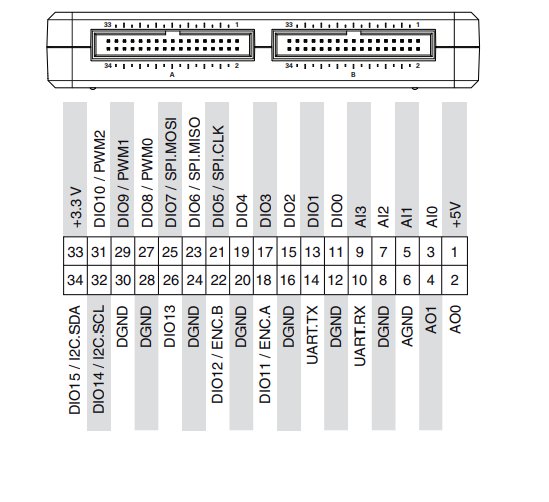 33 1 33 1
34 2 34 2
A B
+3.3 V DIO10 / PWM2 DIO9 / PWM1 DIO8 / PWM0 DIO7 / SPI.MOSI DIO6 / SPI.MISO DIO5 / SPI.CLK DIO4 DIO3 DIO2 DIO1 DIO0 AI3 AI2 AI1 AI0 +5V
33 31 29 27 25 23 21 19 17 15 13 11 9 7 5 3 1
34 32 30 28 26 24 22 20 18 16 14 12 10 8 6 4 2
DIO15 / I2C.SDA DIO14 / I2C.SCL DGND DGND DIO13 DGND DIO12 / ENC.B DGND DIO11 / ENC.A DGND UART.TX DGND UART.RX DGND AGND AO1 AO0